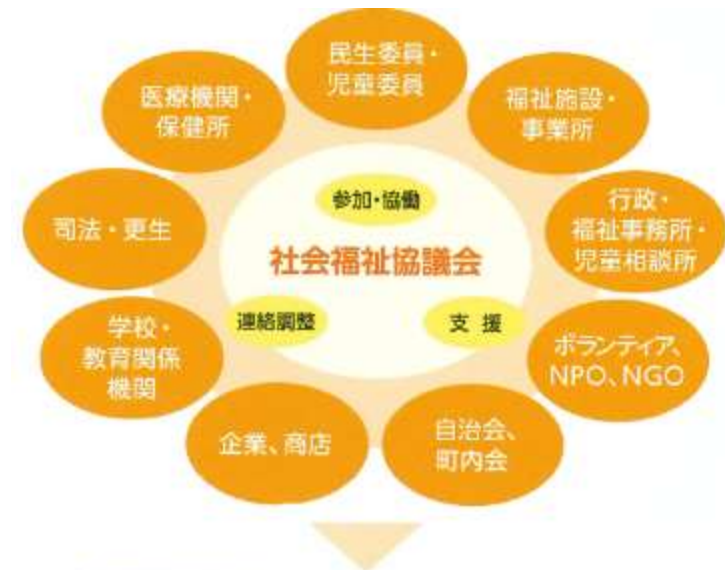 民生委員・
児童委員
医療機関・
保健所
福祉施設・
事業所
参加・協働
司法・更生
行政・
福祉事務所・
児童相談所
社会福祉協議会
連絡調整
支 援
学校・
教育関係
機関
ボランティア、
NPO、NGO
企業、商店
自治会、
町内会